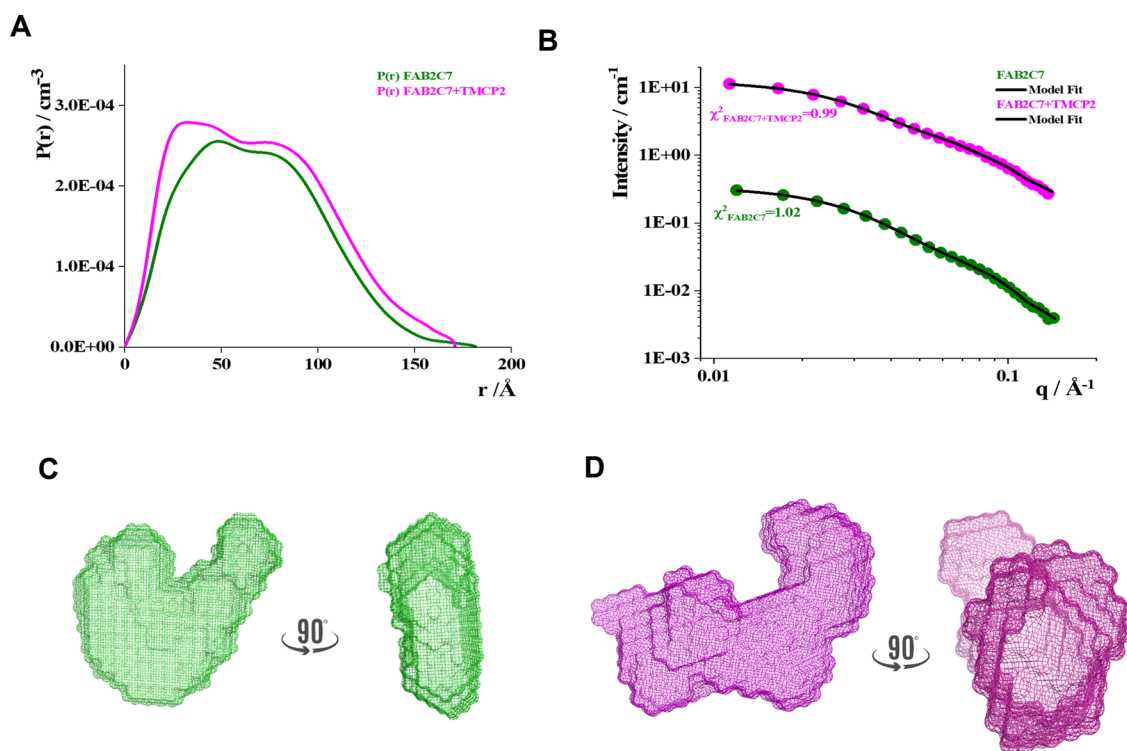 A
P(r) FAB2C7
P(r) FAB2C7+TMCP2
P(r) / cm⁻³
3.0E-04
2.0E-04
1.0E-04
0.0E+00
0
50
100
150
200
r /Å
B
FAB2C7
Model Fit
FAB2C7+TMCP2
Model Fit
Intensity / cm⁻¹
1E+01
1E+00
1E-01
1E-02
1E-03
χ²FAB2C7+TMCP2=0.99
χ²FAB2C7=1.02
0.01
0.1
q / Å⁻¹
C
90°
D
90°